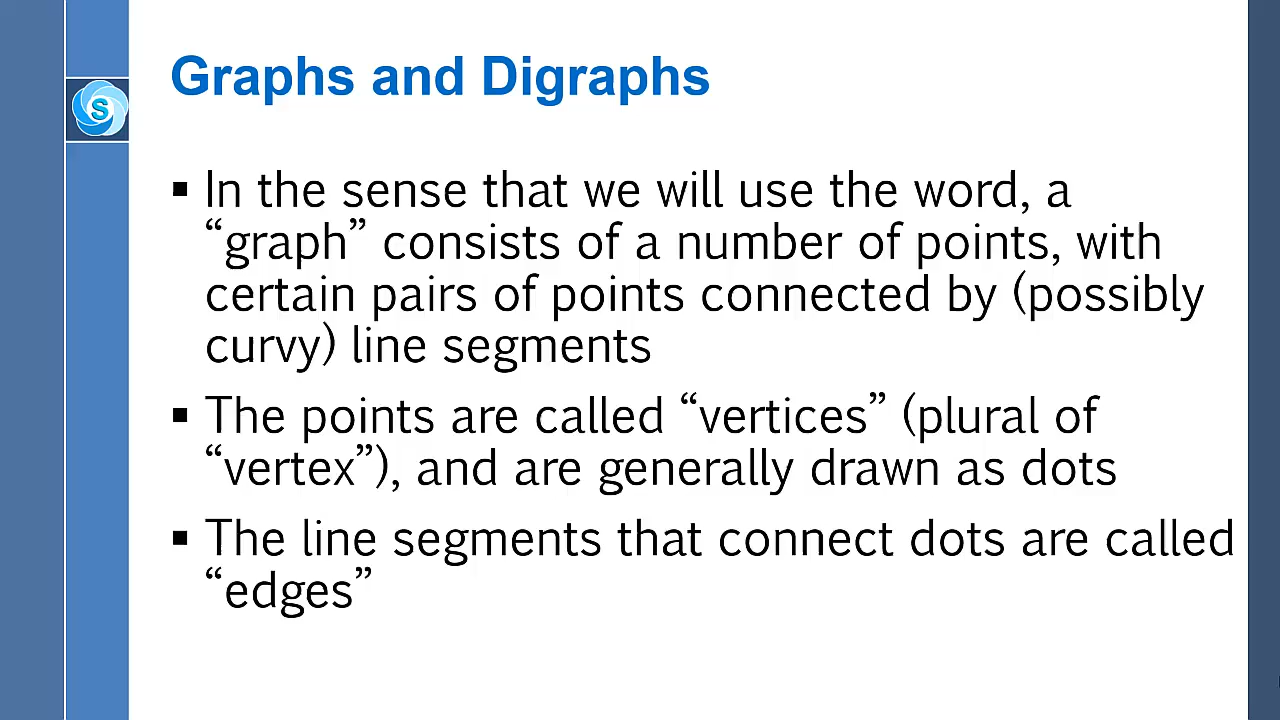 S
Graphs and Digraphs
▪ In the sense that we will use the word, a
“graph” consists of a number of points, with
certain pairs of points connected by (possibly
curvy) line segments
▪ The points are called “vertices” (plural of
“vertex”), and are generally drawn as dots
▪ The line segments that connect dots are called
“edges”